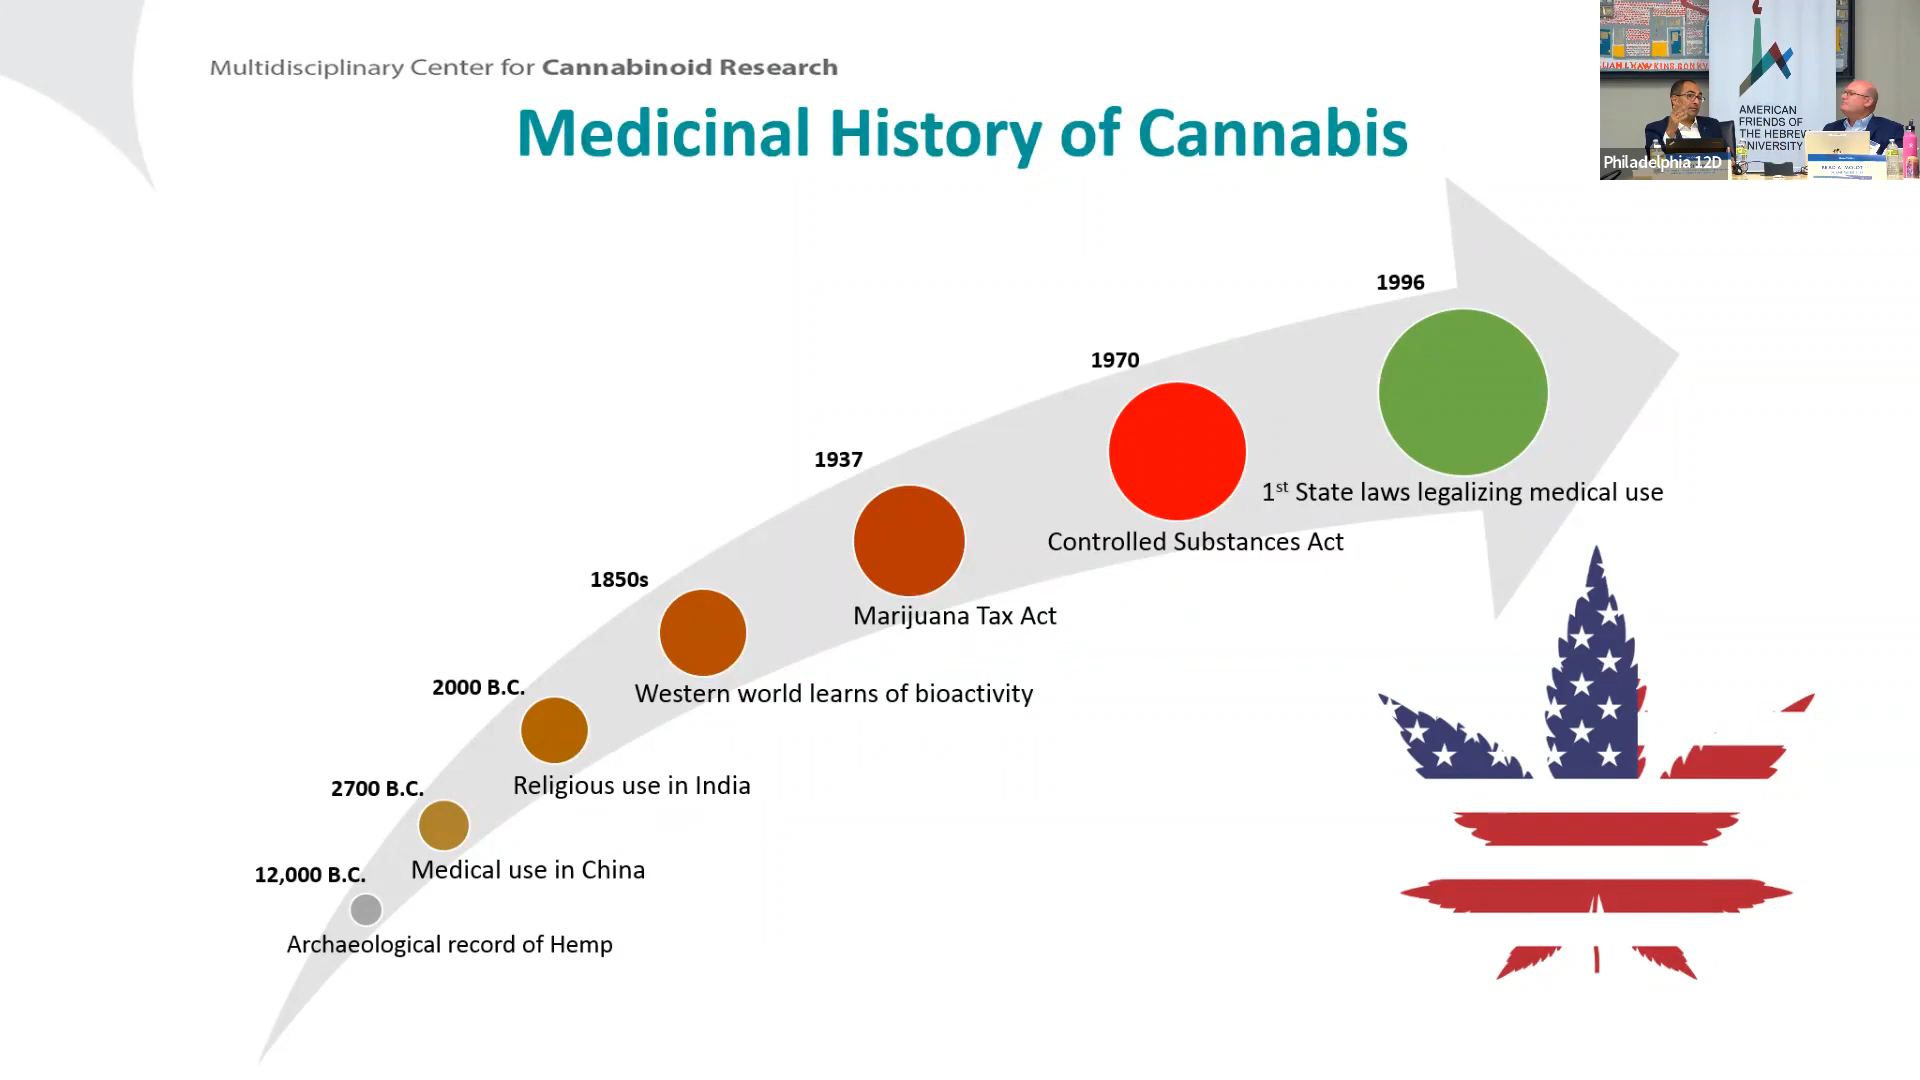 Multidisciplinary Center for Cannabinoid Research
Medicinal History of Cannabis
AMERICAN
FRIENDS OF
THE HEBREW
UNIVERSITY
Philadelphia 12D
1996
1st State laws legalizing medical use
1970
Controlled Substances Act
1937
Marijuana Tax Act
1850s
Western world learns of bioactivity
2000 B.C.
Religious use in India
2700 B.C.
Medical use in China
12,000 B.C.
Archaeological record of Hemp